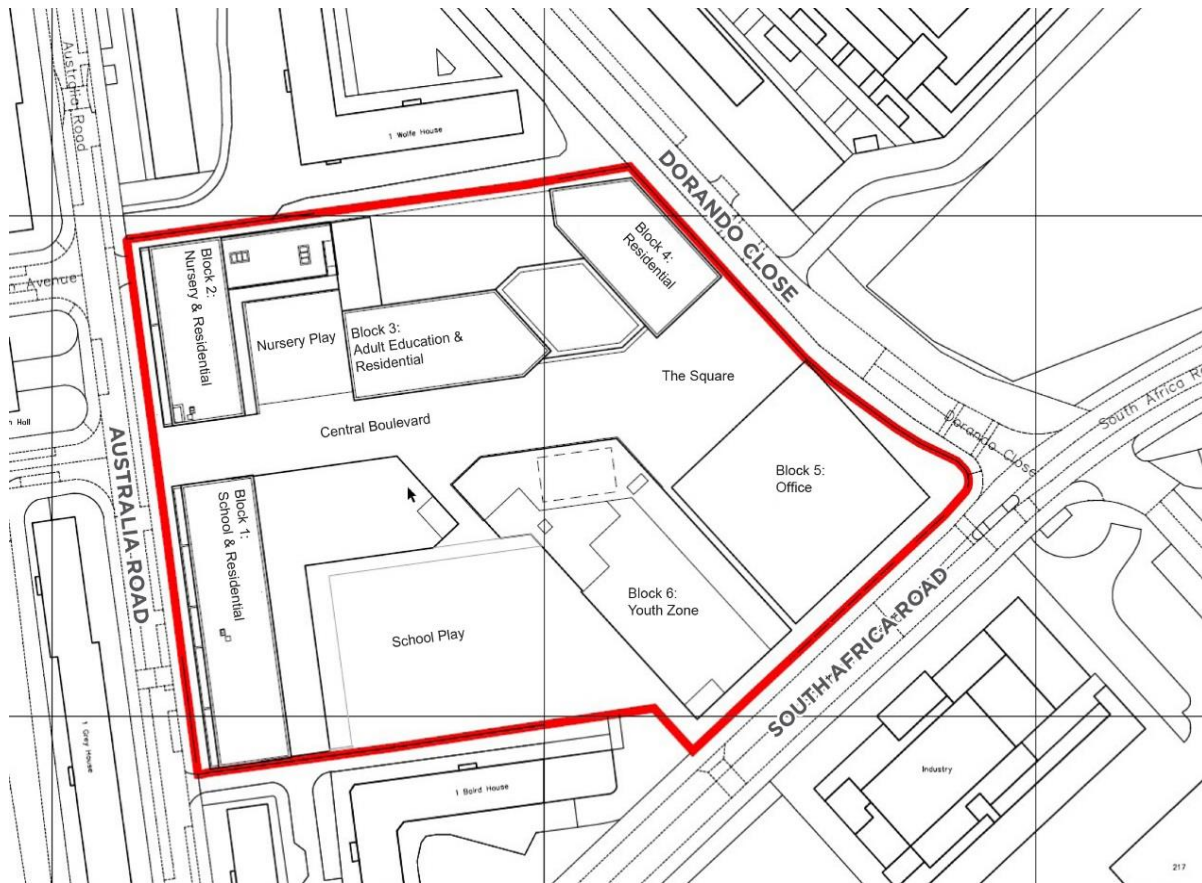 Australia Road
1 Wolfe House
DORANDO CLOSE
Block 4:
Residential
Block 2:
Nursery & Residential
Avenue
Nursery Play
Block 3:
Adult Education &
Residential
The Square
South Africa
Hall
Central Boulevard
Dorando Close
AUSTRALIA ROAD
Block 5:
Office
Block 1:
School & Residential
Block 6:
Youth Zone
School Play
SOUTH AFRICA ROAD
1 Grey House
Industry
1 Baird House
217